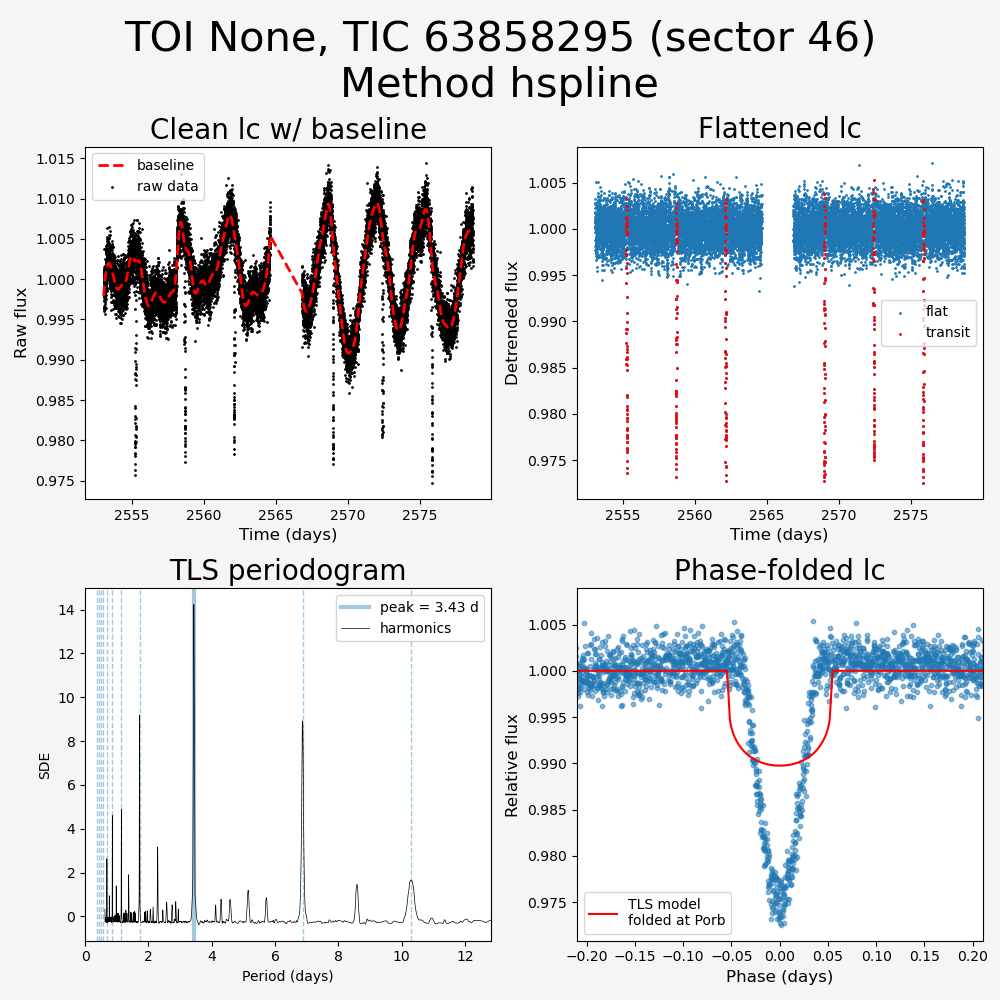 TOI None, TIC 63858295 (sector 46)
Method hspline
Clean lc w/ baseline
baseline
raw data
1.015
1.010
1.005
1.000
0.995
0.990
0.985
0.980
0.975
Raw flux
2555 2560 2565 2570 2575
Time (days)
Flattened lc
1.005
1.000
0.995
0.990
0.985
0.980
0.975
Detrended flux
flat
transit
2555 2560 2565 2570 2575
Time (days)
TLS periodogram
peak = 3.43 d
harmonics
14
12
10
8
6
4
2
0
SDE
0 2 4 6 8 10 12
Period (days)
Phase-folded lc
1.005
1.000
0.995
0.990
0.985
0.980
0.975
Relative flux
TLS model
folded at Porb
−0.20 −0.15 −0.10 −0.05 0.00 0.05 0.10 0.15 0.20
Phase (days)